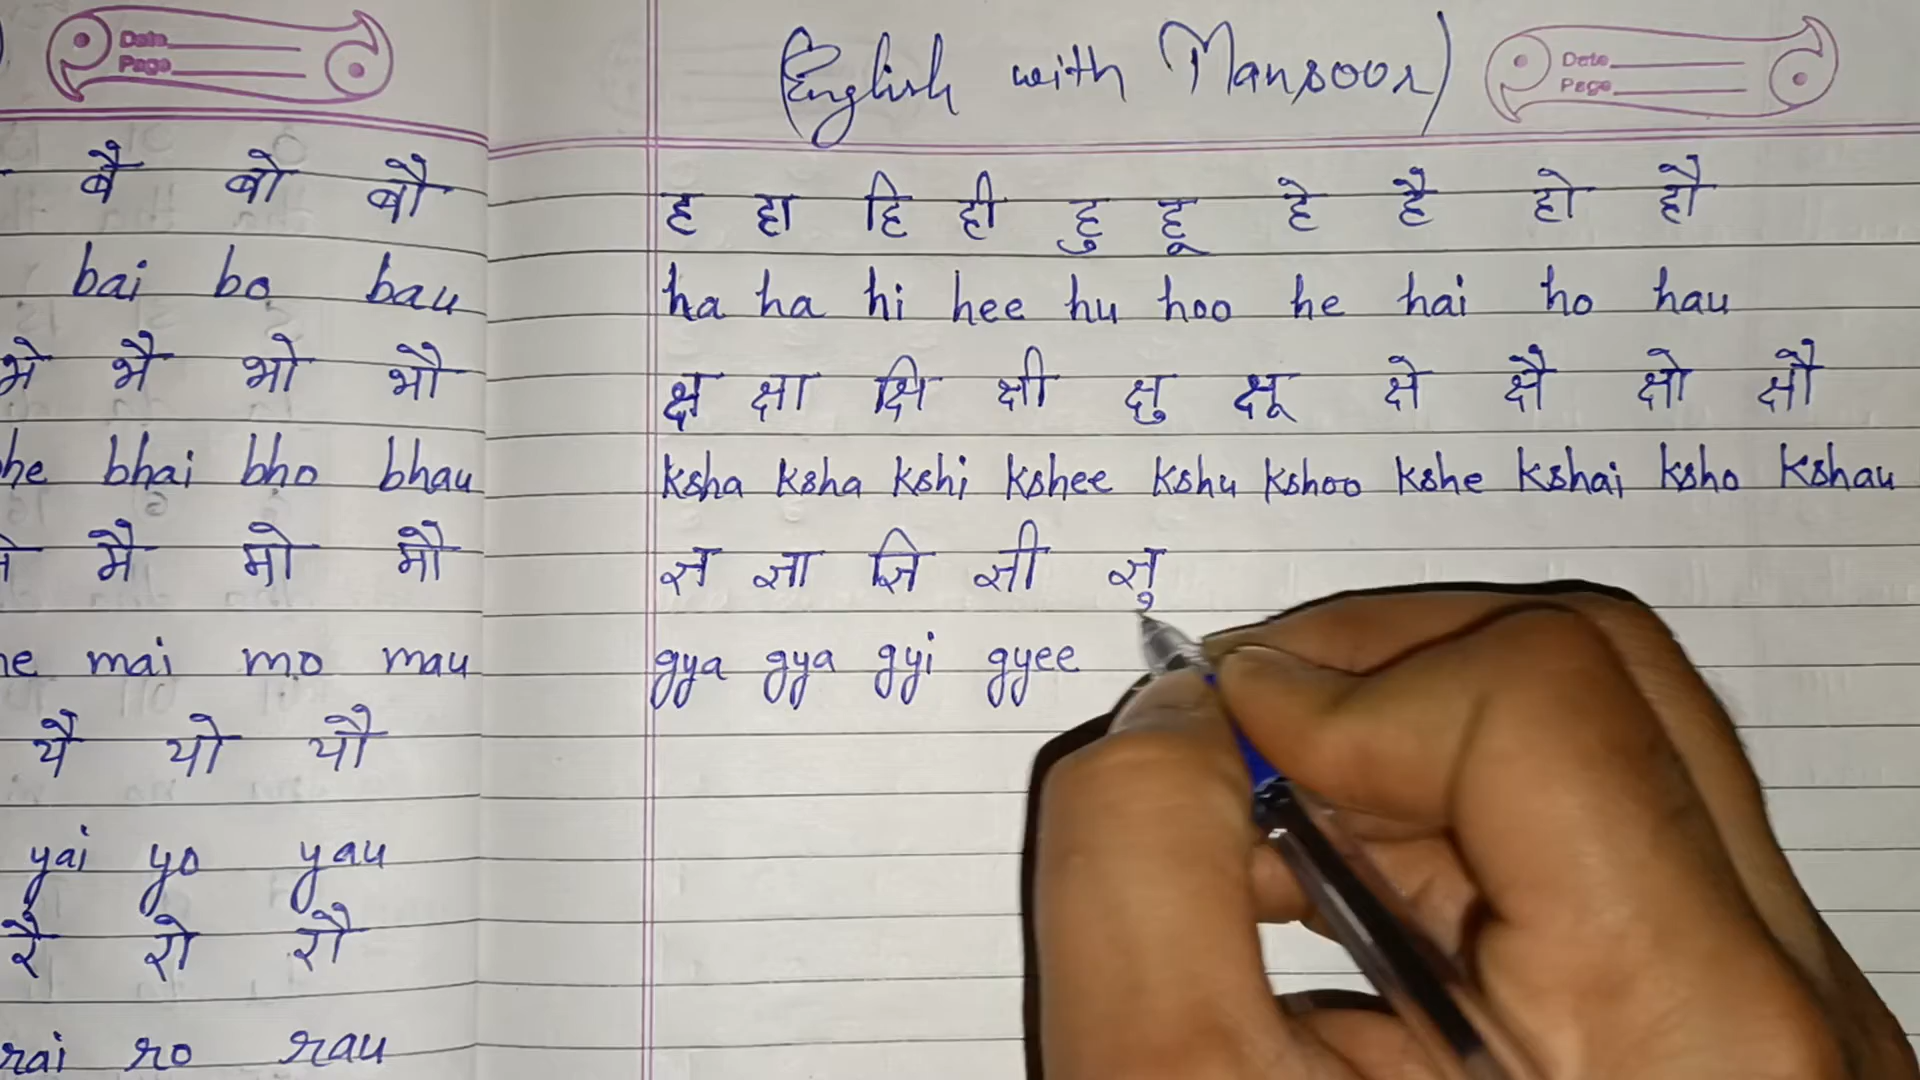 Date
Page
बै बो बौ
bai bo bau
भे भै भो भौ
he bhai bho bhau
मै मो मौ
mai mo mau
यै यो यौ
yai yo yau
रै रो रौ
rai ro rau
(English with Mansoor)
Date
Page
ह हा हि ही हु हू हे है हो हौ
ha ha hi hee hu hoo he hai ho hau
क्ष क्षा क्षि क्षी क्षु क्षू क्षे क्षै क्षो क्षौ
ksha ksha kshi kshee kshu kshoo kshe kshai ksho kshau
ज्ञ ज्ञा ज्ञि ज्ञी ज्ञु
gya gya gyi gyee